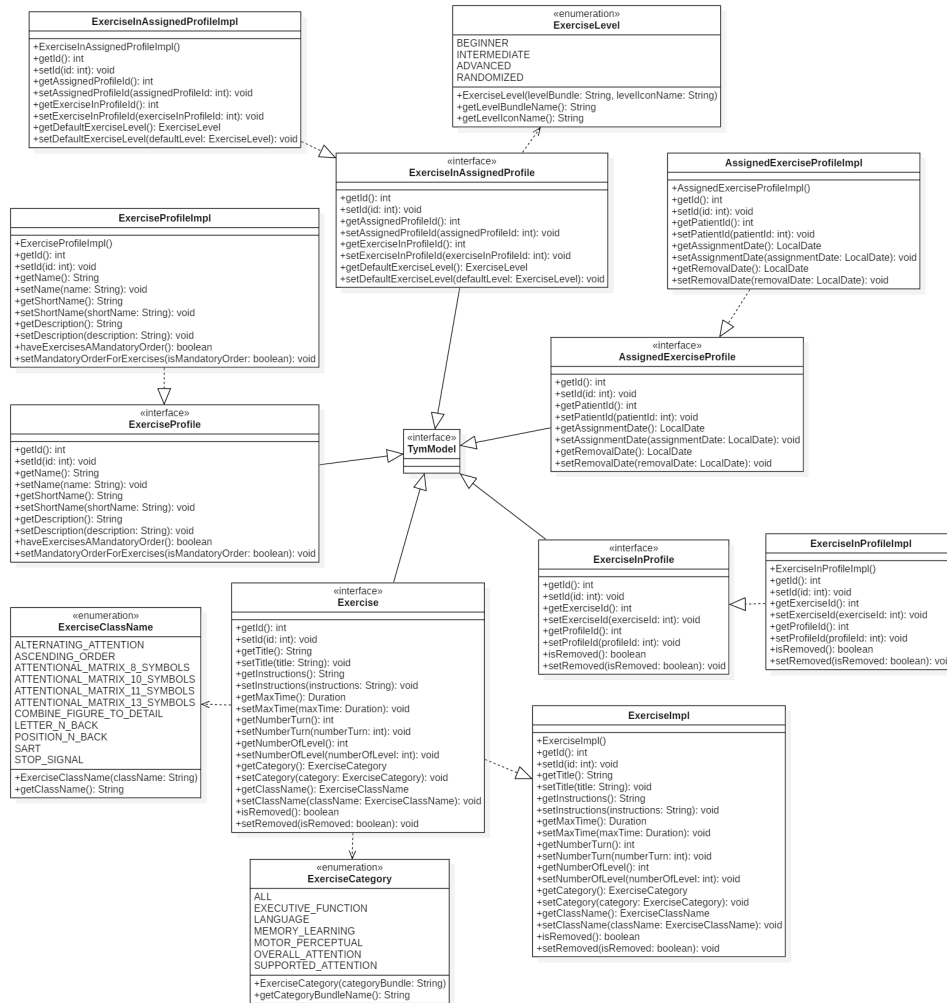 ExerciseInAssignedProfileImpl
+ExerciseInAssignedProfileImpl()
+getId(): int
+setId(id: int): void
+getAssignedProfileId(): int
+setAssignedProfileId(assignedProfileId: int): void
+getExerciseInProfileId(): int
+setExerciseInProfileId(exerciseInProfileId: int): void
+getDefaultExerciseLevel(): ExerciseLevel
+setDefaultExerciseLevel(defaultLevel: ExerciseLevel): void
«enumeration»
ExerciseLevel
BEGINNER
INTERMEDIATE
ADVANCED
RANDOMIZED
+ExerciseLevel(levelBundle: String, levelIconName: String)
+getLevelBundleName(): String
+getLevelIconName(): String
«interface»
ExerciseInAssignedProfile
+getId(): int
+setId(id: int): void
+getAssignedProfileId(): int
+setAssignedProfileId(assignedProfileId: int): void
+getExerciseInProfileId(): int
+setExerciseInProfileId(exerciseInProfileId: int): void
+getDefaultExerciseLevel(): ExerciseLevel
+setDefaultExerciseLevel(defaultLevel: ExerciseLevel): void
AssignedExerciseProfileImpl
+AssignedExerciseProfileImpl()
+getId(): int
+setId(id: int): void
+getPatientId(): int
+setPatientId(patientId: int): void
+getAssignmentDate(): LocalDate
+setAssignmentDate(assignmentDate: LocalDate): void
+getRemovalDate(): LocalDate
+setRemovalDate(removalDate: LocalDate): void
ExerciseProfileImpl
+ExerciseProfileImpl()
+getId(): int
+setId(id: int): void
+getName(): String
+setName(name: String): void
+getShortName(): String
+setShortName(shortName: String): void
+getDescription(): String
+setDescription(description: String): void
+haveExercisesAMandatoryOrder(): boolean
+setMandatoryOrderForExercises(isMandatoryOrder: boolean): void
«interface»
AssignedExerciseProfile
+getId(): int
+setId(id: int): void
+getPatientId(): int
+setPatientId(patientId: int): void
+getAssignmentDate(): LocalDate
+setAssignmentDate(assignmentDate: LocalDate): void
+getRemovalDate(): LocalDate
+setRemovalDate(removalDate: LocalDate): void
«interface»
ExerciseProfile
+getId(): int
+setId(id: int): void
+getName(): String
+setName(name: String): void
+getShortName(): String
+setShortName(shortName: String): void
+getDescription(): String
+setDescription(description: String): void
+haveExercisesAMandatoryOrder(): boolean
+setMandatoryOrderForExercises(isMandatoryOrder: boolean): void
«interface»
TymModel
«interface»
ExerciseInProfile
+getId(): int
+setId(id: int): void
+getExerciseId(): int
+setExerciseId(exerciseId: int): void
+getProfileId(): int
+setProfileId(profileId: int): void
+isRemoved(): boolean
+setRemoved(isRemoved: boolean): void
ExerciseInProfileImpl
+ExerciseInProfileImpl()
+getId(): int
+setId(id: int): void
+getExerciseId(): int
+setExerciseId(exerciseId: int): void
+getProfileId(): int
+setProfileId(profileId: int): void
+isRemoved(): boolean
+setRemoved(isRemoved: boolean): void
«enumeration»
ExerciseClassName
ALTERNATING_ATTENTION
ASCENDING_ORDER
ATTENTIONAL_MATRIX_8_SYMBOLS
ATTENTIONAL_MATRIX_10_SYMBOLS
ATTENTIONAL_MATRIX_11_SYMBOLS
ATTENTIONAL_MATRIX_13_SYMBOLS
COMBINE_FIGURE_TO_DETAIL
LETTER_N_BACK
POSITION_N_BACK
SART
STOP_SIGNAL
+ExerciseClassName(className: String)
+getClassName(): String
«interface»
Exercise
+getId(): int
+setId(id: int): void
+getTitle(): String
+setTitle(title: String): void
+getInstructions(): String
+setInstructions(instructions: String): void
+getMaxTime(): Duration
+setMaxTime(maxTime: Duration): void
+getNumberTurn(): int
+setNumberTurn(numberTurn: int): void
+getNumberOfLevel(): int
+setNumberOfLevel(numberOfLevel: int): void
+getCategory(): ExerciseCategory
+setCategory(category: ExerciseCategory): void
+getClassName(): ExerciseClassName
+setClassName(className: ExerciseClassName): void
+isRemoved(): boolean
+setRemoved(isRemoved: boolean): void
ExerciseImpl
+ExerciseImpl()
+getId(): int
+setId(id: int): void
+getTitle(): String
+setTitle(title: String): void
+getInstructions(): String
+setInstructions(instructions: String): void
+getMaxTime(): Duration
+setMaxTime(maxTime: Duration): void
+getNumberTurn(): int
+setNumberTurn(numberTurn: int): void
+getNumberOfLevel(): int
+setNumberOfLevel(numberOfLevel: int): void
+getCategory(): ExerciseCategory
+setCategory(category: ExerciseCategory): void
+getClassName(): ExerciseClassName
+setClassName(className: ExerciseClassName): void
+isRemoved(): boolean
+setRemoved(isRemoved: boolean): void
«enumeration»
ExerciseCategory
ALL
EXECUTIVE_FUNCTION
LANGUAGE
MEMORY_LEARNING
MOTOR_PERCEPTUAL
OVERALL_ATTENTION
SUPPORTED_ATTENTION
+ExerciseCategory(categoryBundle: String)
+getCategoryBundleName(): String